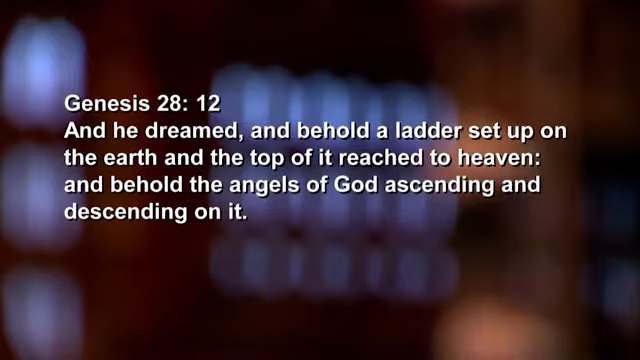 Genesis 28: 12
And he dreamed, and behold a ladder set up on
the earth and the top of it reached to heaven:
and behold the angels of God ascending and
descending on it.